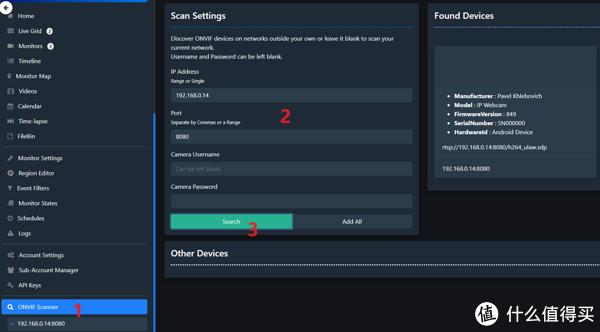 Home
Live Grid 2
Monitors 3
Timeline
Monitor Map
Videos
Calendar
Time-lapse
FileBin
Monitor Settings
Region Editor
Event Filters
Monitor States
Schedules
Logs
Account Settings
Sub-Account Manager
API Keys
ONVIF Scanner
1
192.168.0.14:8080
Scan Settings
Discover ONVIF devices on networks outside your own or leave it blank to scan your
current network.
Username and Password can be left blank.
IP Address
Range or Single
192.168.0.14
Port
Separate by Commas or a Range
2
8080
Camera Username
Can be left blank.
Camera Password
Search
Add All
3
Other Devices
Found Devices
Manufacturer : Pavel Khlebovich
Model : IP Webcam
FirmwareVersion : 849
SerialNumber : SN000000
HardwareId : Android Device
rtsp://192.168.0.14:8080/h264_ulaw.sdp
192.168.0.14:8080
值 什么值得买